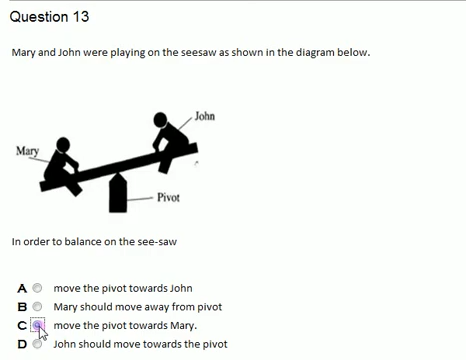 Question 13
Mary and John were playing on the seesaw as shown in the diagram below.
John
Mary
Pivot
In order to balance on the see-saw
A move the pivot towards John
B Mary should move away from pivot
C move the pivot towards Mary.
D John should move towards the pivot